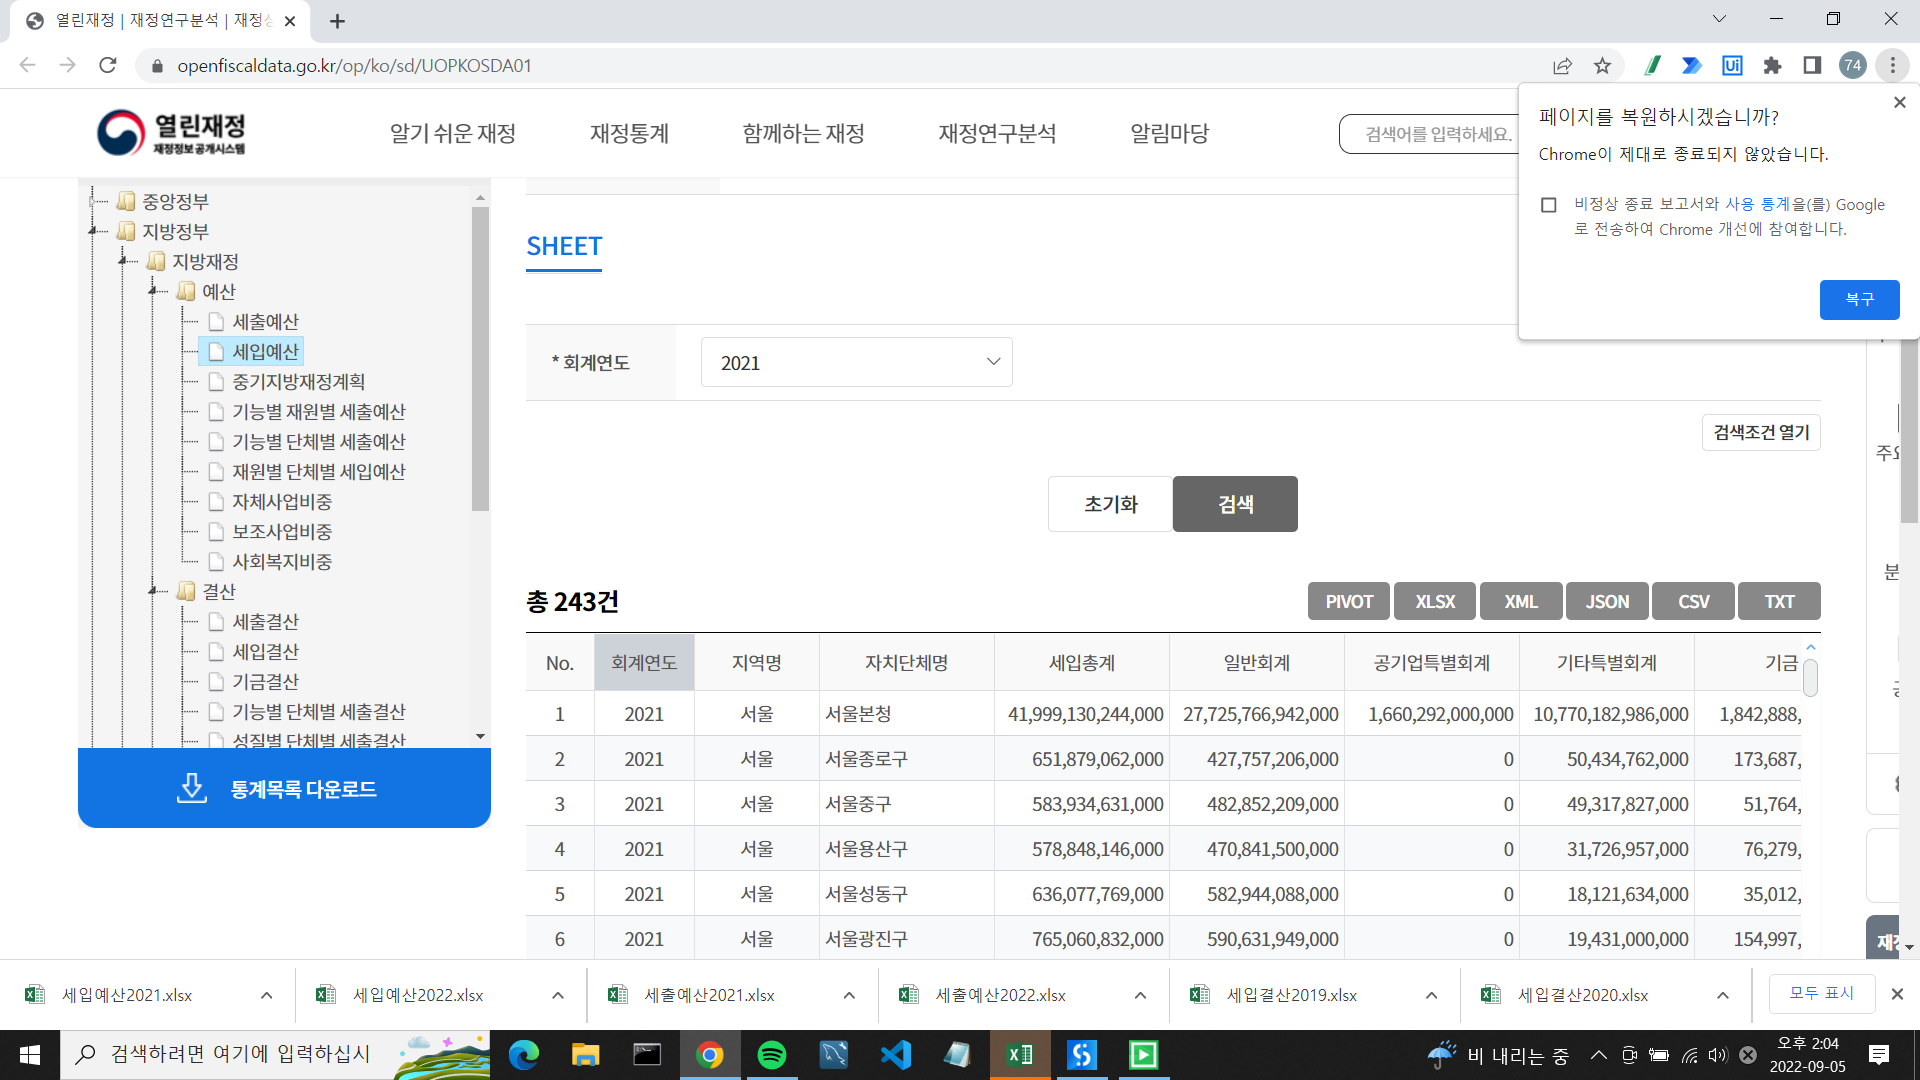 열린재정 | 재정연구분석 | 재정상
openfiscaldata.go.kr/op/ko/sd/UOPKOSDA01
74
열린재정
재정정보공개시스템
알기 쉬운 재정
재정통계
함께하는 재정
재정연구분석
알림마당
검색어를 입력하세요.
페이지를 복원하시겠습니까?
Chrome이 제대로 종료되지 않았습니다.
비정상 종료 보고서와 사용 통계을(를) Google
로 전송하여 Chrome 개선에 참여합니다.
복구
중앙정부
지방정부
지방재정
예산
세출예산
세입예산
중기지방재정계획
기능별 재원별 세출예산
기능별 단체별 세출예산
재원별 단체별 세입예산
자체사업비중
보조사업비중
사회복지비중
결산
세출결산
세입결산
기금결산
기능별 단체별 세출결산
성질별 단체별 세출결산
통계목록 다운로드
SHEET
* 회계연도
2021
검색조건 열기
초기화
검색
총 243건
PIVOT XLSX XML JSON CSV TXT
No. 회계연도 지역명 자치단체명 세입총계 일반회계 공기업특별회계 기타특별회계 기금
1 2021 서울 서울본청 41,999,130,244,000 27,725,766,942,000 1,660,292,000,000 10,770,182,986,000 1,842,888,
2 2021 서울 서울종로구 651,879,062,000 427,757,206,000 0 50,434,762,000 173,687,
3 2021 서울 서울중구 583,934,631,000 482,852,209,000 0 49,317,827,000 51,764,
4 2021 서울 서울용산구 578,848,146,000 470,841,500,000 0 31,726,957,000 76,279,
5 2021 서울 서울성동구 636,077,769,000 582,944,088,000 0 18,121,634,000 35,012,
6 2021 서울 서울광진구 765,060,832,000 590,631,949,000 0 19,431,000,000 154,997,
세입예산2021.xlsx
세입예산2022.xlsx
세출예산2021.xlsx
세출예산2022.xlsx
세입결산2019.xlsx
세입결산2020.xlsx
모두 표시
검색하려면 여기에 입력하십시
비 내리는 중
오후 2:04
2022-09-05